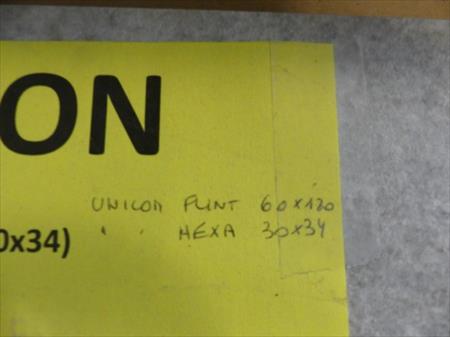 ON
UNICOM FLINT 60x120
" " HEXA 30x34
0x34)